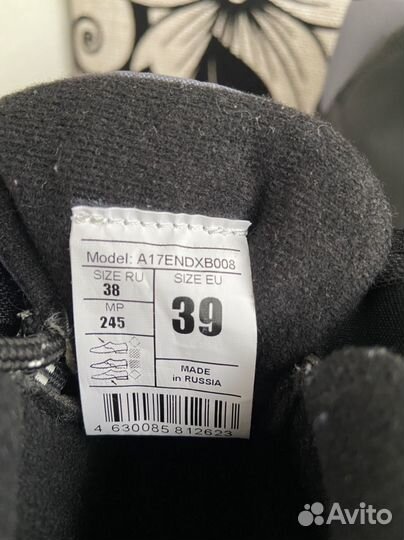 Model: A17ENDXB008
SIZE RU
38
MP
245
SIZE EU
39
MADE
in RUSSIA
4 630085 812623
Avito